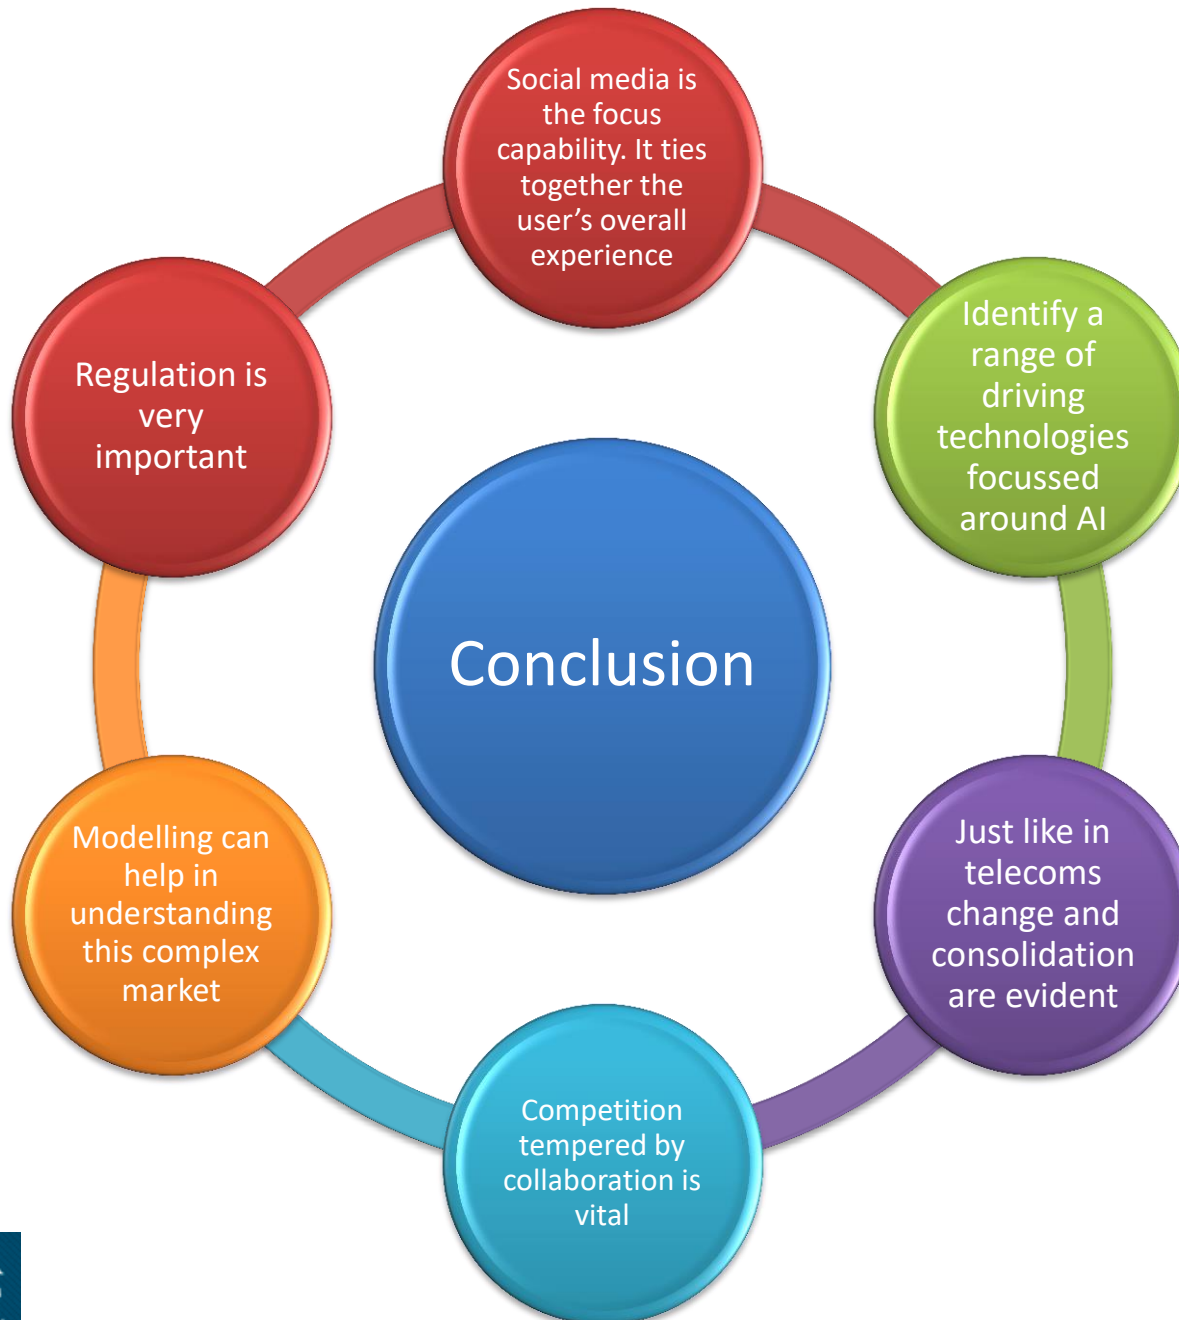 Social media is
the focus
capability. It ties
together the
user’s overall
experience
Identify a
range of
driving
technologies
focussed
around AI
Just like in
telecoms
change and
consolidation
are evident
Competition
tempered by
collaboration is
vital
Modelling can
help in
understanding
this complex
market
Regulation is
very
important
Conclusion